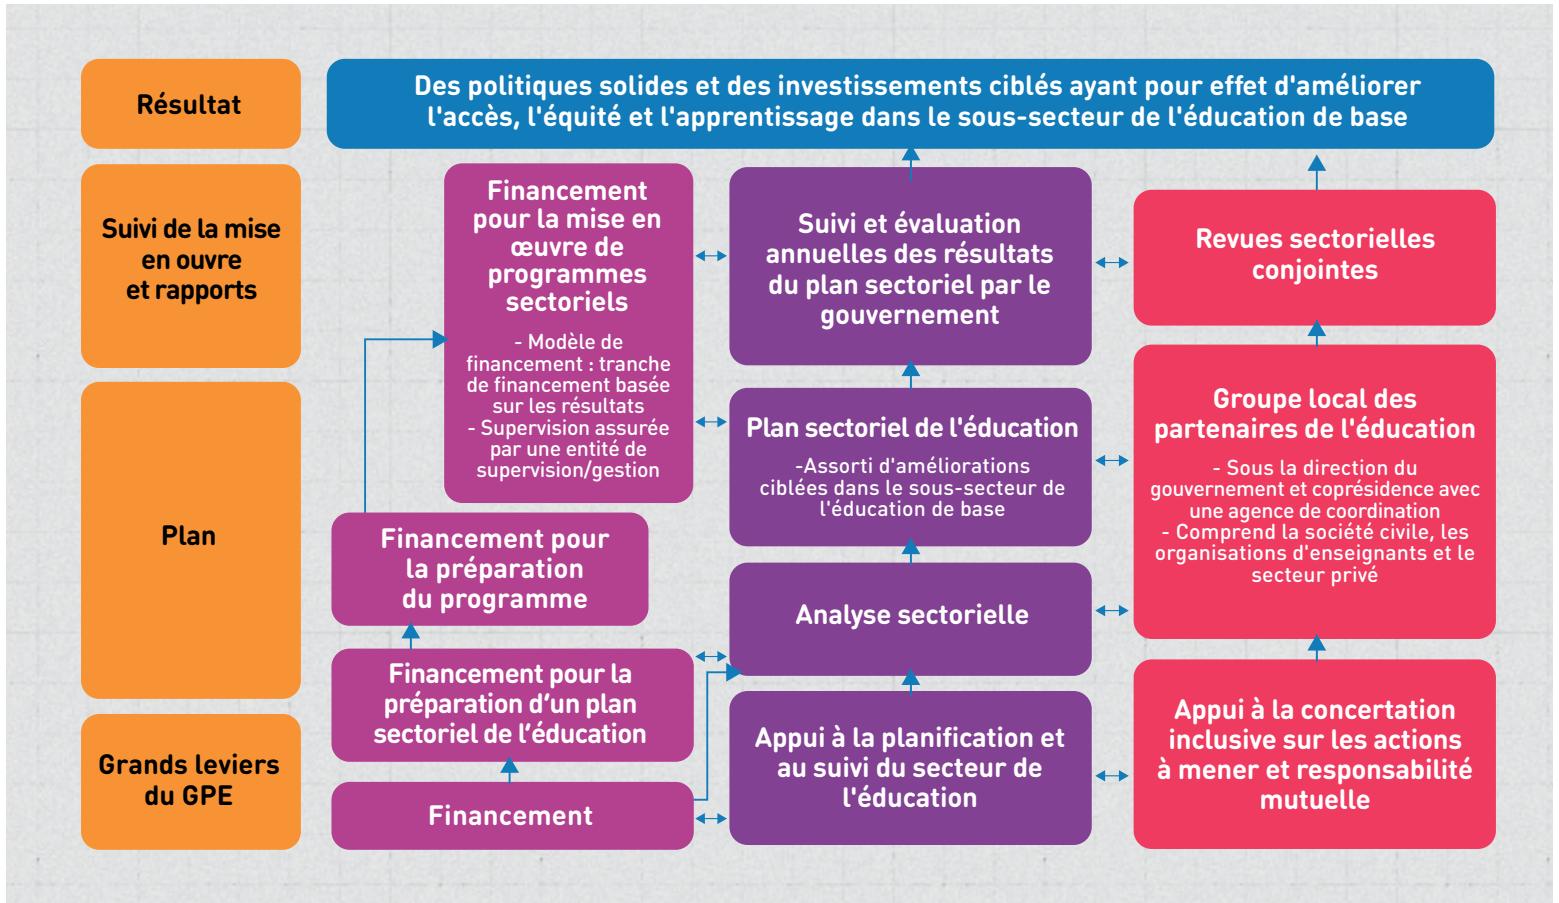 Résultat
Des politiques solides et des investissements ciblés ayant pour effet d'améliorer
l'accès, l'équité et l'apprentissage dans le sous-secteur de l'éducation de base
Suivi de la mise
en ouvre
et rapports
Financement
pour la mise en
œuvre de
programmes
sectoriels
- Modèle de
financement : tranche
de financement basée
sur les résultats
- Supervision assurée
par une entité de
supervision/gestion
Suivi et évaluation
annuelles des résultats
du plan sectoriel par le
gouvernement
Revues sectorielles
conjointes
Plan
Plan sectoriel de l'éducation
-Assorti d'améliorations
ciblées dans le sous-secteur de
l'éducation de base
Groupe local des
partenaires de l'éducation
- Sous la direction du
gouvernement et coprésidence avec
une agence de coordination
- Comprend la société civile, les
organisations d'enseignants et le
secteur privé
Financement pour
la préparation
du programme
Analyse sectorielle
Financement pour la
préparation d’un plan
sectoriel de l’éducation
Grands leviers
du GPE
Financement
Appui à la planification et
au suivi du secteur de
l'éducation
Appui à la concertation
inclusive sur les actions
à mener et responsabilité
mutuelle